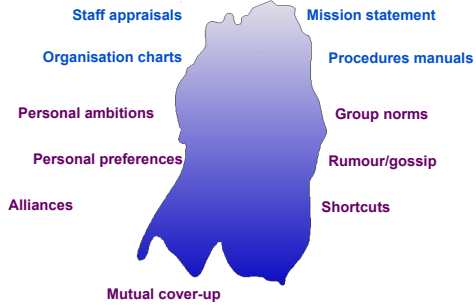 Staff appraisals
Mission statement
Organisation charts
Procedures manuals
Personal ambitions
Group norms
Personal preferences
Rumour/gossip
Alliances
Shortcuts
Mutual cover-up